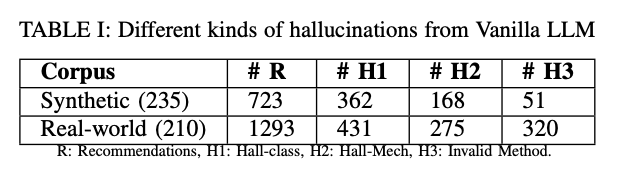 TABLE I: Different kinds of hallucinations from Vanilla LLM
Corpus # R # H1 # H2 # H3
Synthetic (235) 723 362 168 51
Real-world (210) 1293 431 275 320
R: Recommendations, H1: Hall-class, H2: Hall-Mech, H3: Invalid Method.